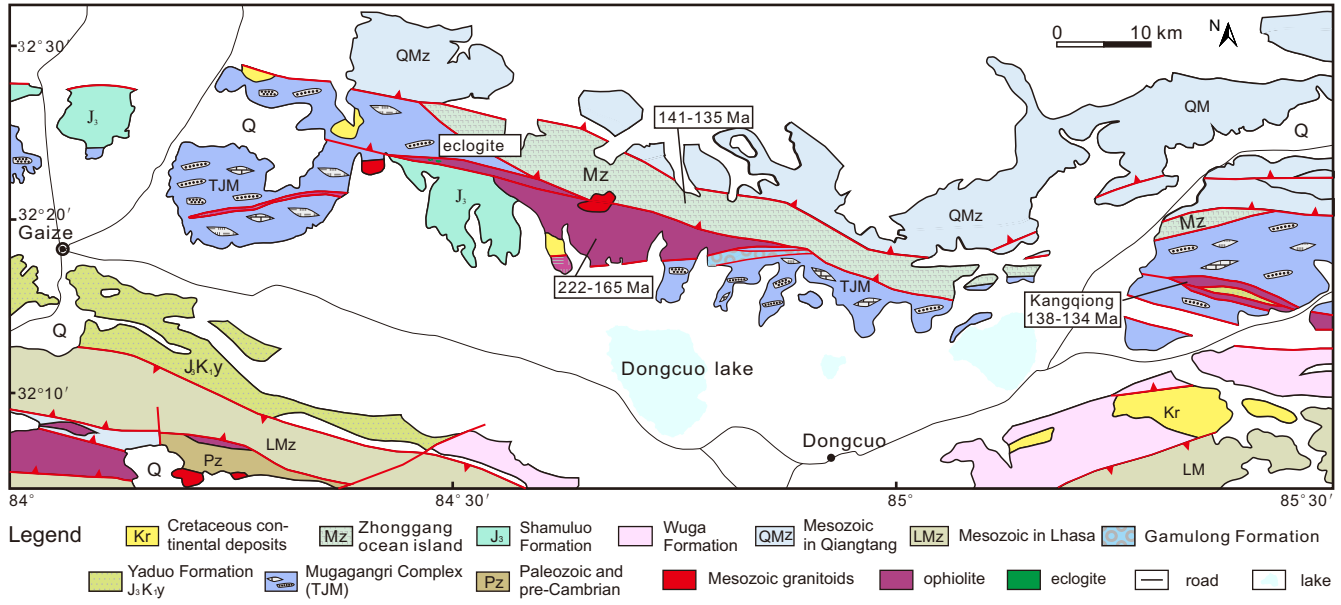 0 10 km
N
32°30′
QMz
QM
J₃
Q
Q
141-135 Ma
eclogite
Mz
TJM
J₃
QMz
Mz
32°20′
Gaize
222-165 Ma
TJM
Kangqiong
138-134 Ma
Q
J₃K₁y
Dongcuo lake
32°10′
Kr
LMz
Dongcuo
Pz
Q
LM
84°
84°30′
85°
85°30′
Legend
Kr Cretaceous con-
tinental deposits
Mz Zhonggang
ocean island
J₃ Shamuluo
Formation
Wuga
Formation
QMz Mesozoic
in Qiangtang
LMz Mesozoic in Lhasa
Gamulong Formation
Yaduo Formation
J₃K₁y
Mugagangri Complex
(TJM)
Pz Paleozoic and
pre-Cambrian
Mesozoic granitoids
ophiolite
eclogite
road
lake